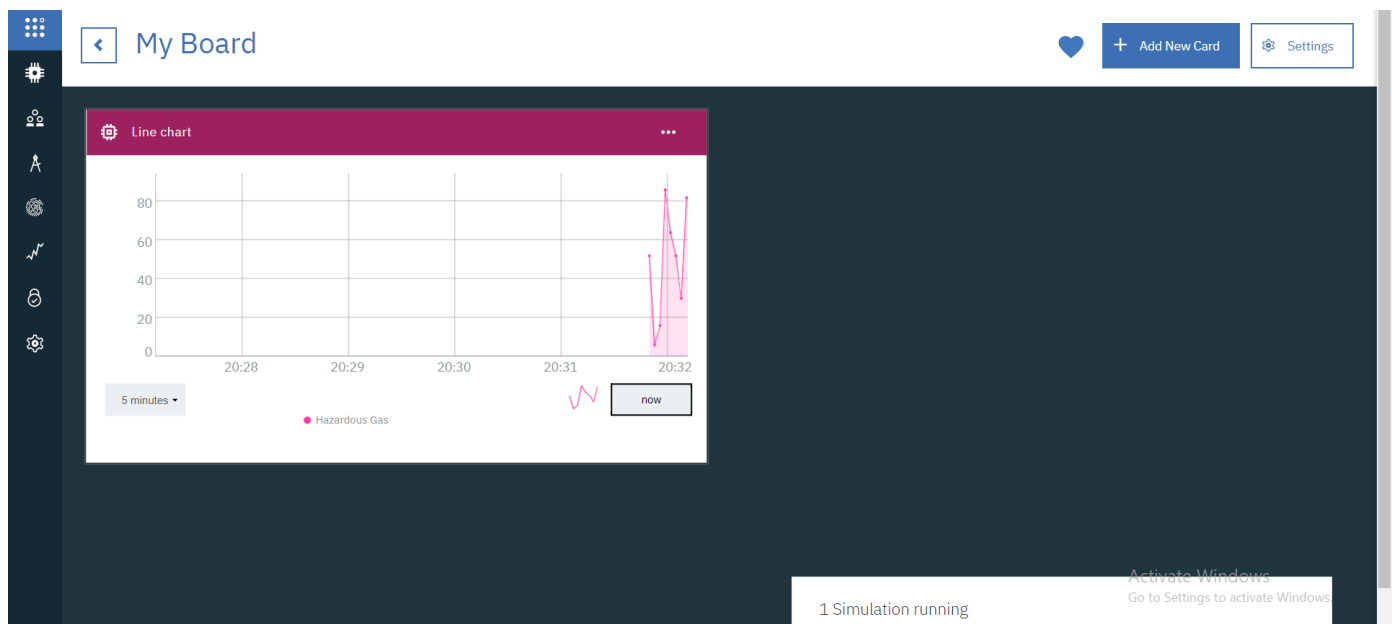 My Board
+ Add New Card
Settings
Line chart
80
60
40
20
0
20:28 20:29 20:30 20:31 20:32
5 minutes
now
Hazardous Gas
Activate Windows
Go to Settings to activate Windows.
1 Simulation running